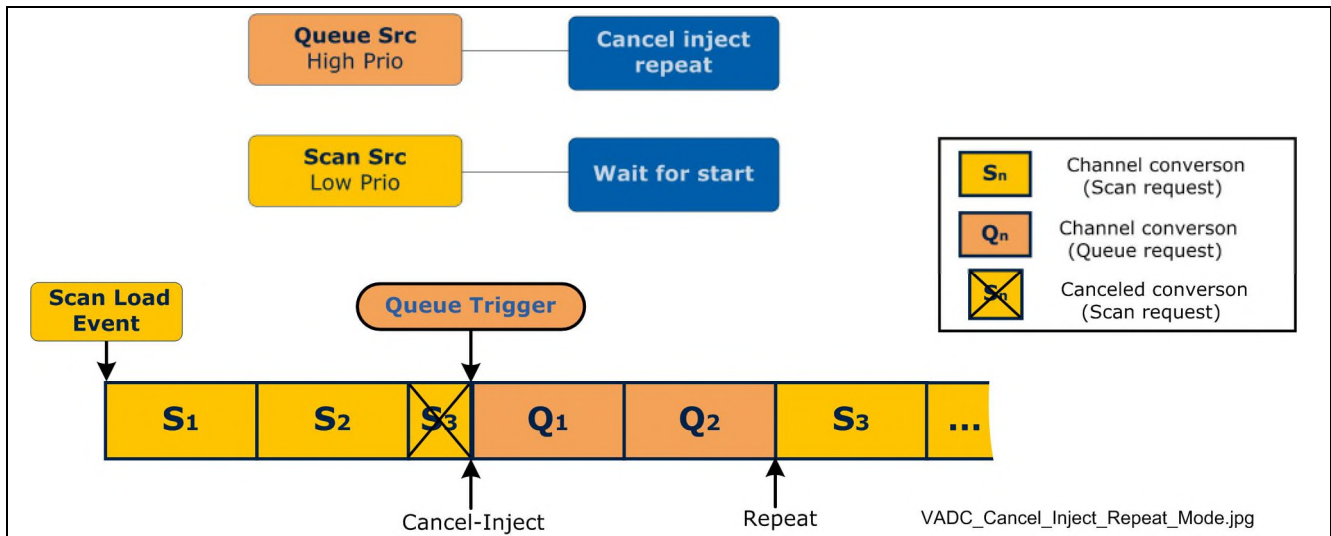 Queue Src
High Prio
Cancel inject
repeat
Scan Src
Low Prio
Wait for start
Sn
Channel converson
(Scan request)
Qn
Channel converson
(Queue request)
Sn
Canceled converson
(Scan request)
Scan Load
Event
Queue Trigger
S1
S2
S3
Q1
Q2
S3
...
Cancel-Inject
Repeat
VADC_Cancel_Inject_Repeat_Mode.jpg